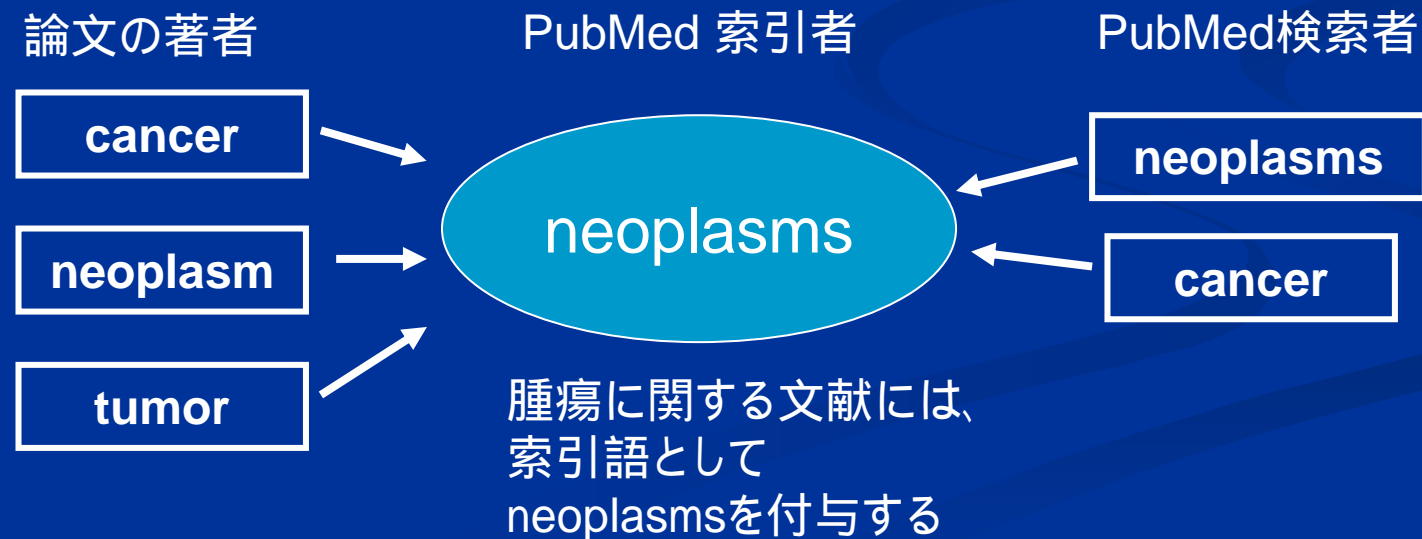 論文の著者
cancer
neoplasm
tumor
PubMed 索引者
neoplasms
腫瘍に関する文献には、
索引語として
neoplasmsを付与する
PubMed検索者
neoplasms
cancer